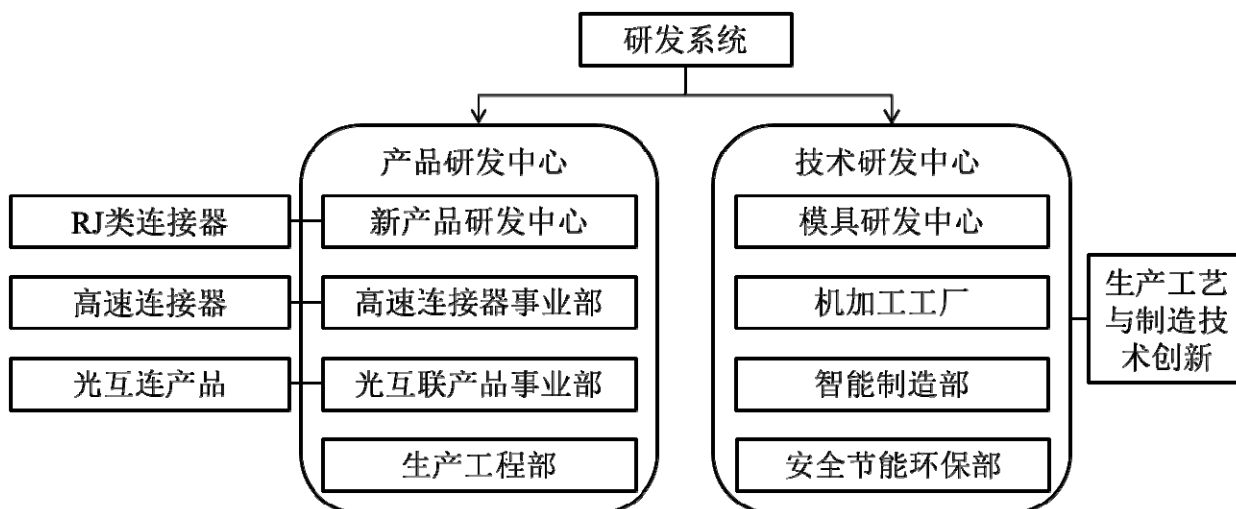 研发系统
产品研发中心
技术研发中心
RJ类连接器
新产品研发中心
模具研发中心
高速连接器
高速连接器事业部
机加工工厂
生产工艺
与制造技
术创新
光互连产品
光互联产品事业部
智能制造部
生产工程部
安全节能环保部